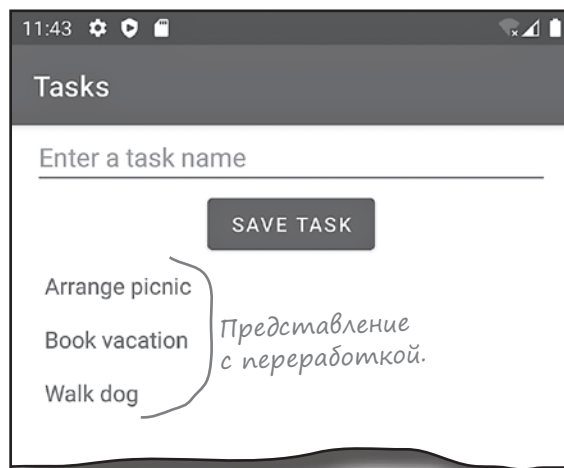 11:43
Tasks
Enter a task name
SAVE TASK
Arrange picnic
Book vacation
Walk dog
Представление
с переработкой.